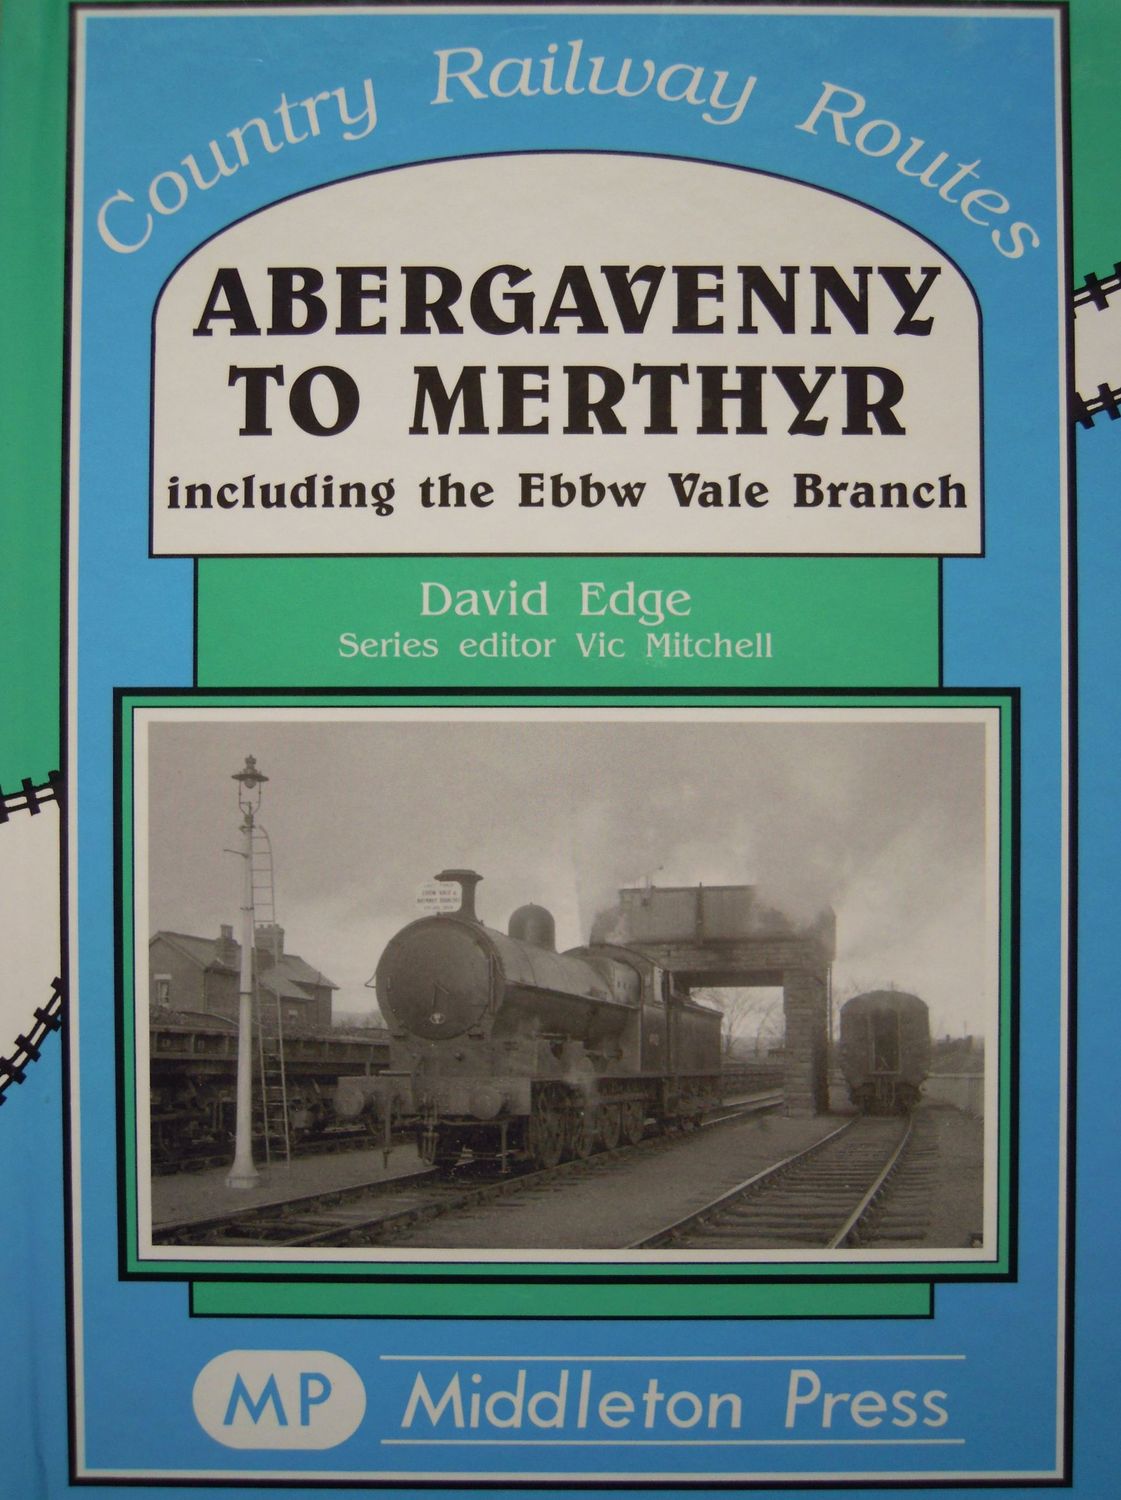 Country Railway Routes
ABERGAVENNY
TO MERTHYR
including the Ebbw Vale Branch
David Edge
Series editor Vic Mitchell
MP Middleton Press